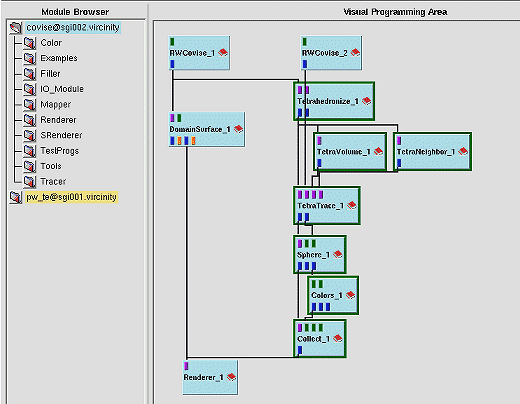 Module Browser
Visual Programming Area
covise@sgi002.vircinity
Color
Examples
Filler
IO_Module
Mapper
Renderer
SRenderer
TestProgs
Tools
Tracer
pw_te@sgi001.vircinity
RWCovise_1
RWCovise_2
Tetrahedronize_1
DomainSurface_1
TetraVolume_1
TetraNeighbor_1
TetraTrace_1
Sphere_1
Colors_1
Collect_1
Renderer_1